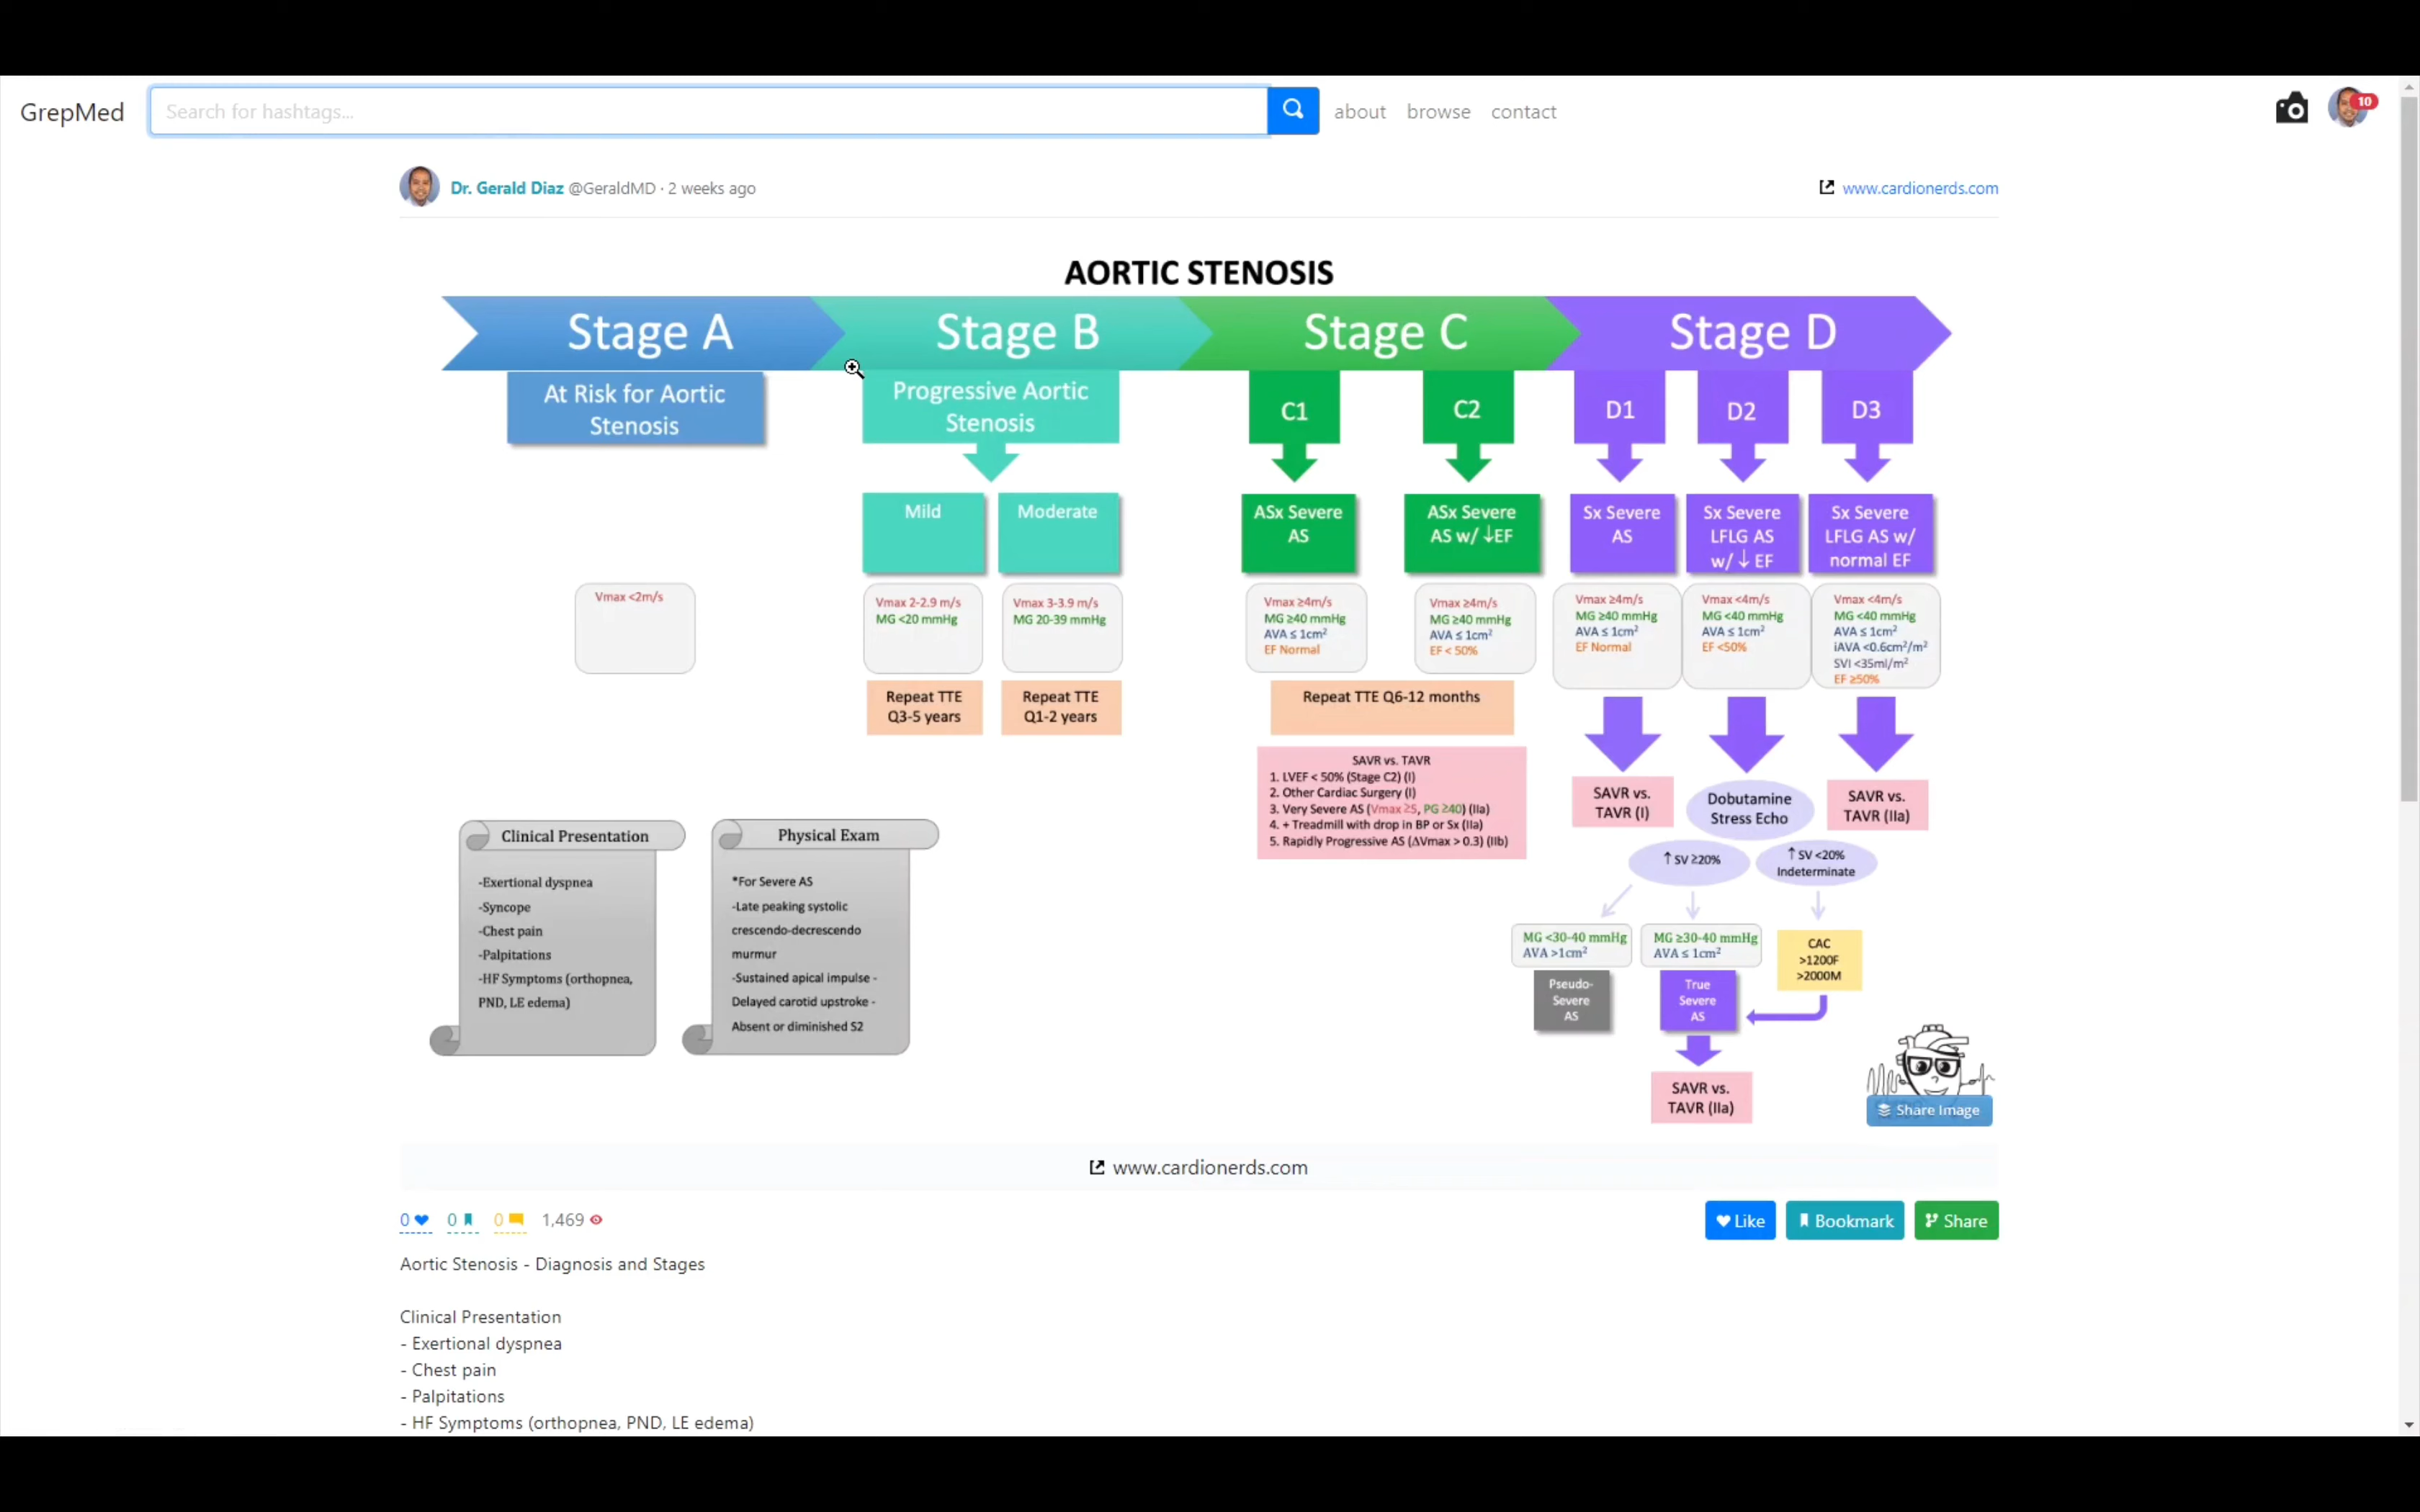 GrepMed
Search for hashtags...
about
browse
contact
10
Dr. Gerald Diaz @GeraldMD · 2 weeks ago
www.cardionerds.com
AORTIC STENOSIS
Stage A
Stage B
Stage C
Stage D
At Risk for Aortic
Stenosis
Progressive Aortic
Stenosis
C1
C2
D1
D2
D3
Mild
Moderate
ASx Severe
AS
ASx Severe
AS w/ ↓EF
Sx Severe
AS
Sx Severe
LFLG AS
w/ ↓ EF
Sx Severe
LFLG AS w/
normal EF
Vmax <2m/s
Vmax 2-2.9 m/s
MG <20 mmHg
Vmax 3-3.9 m/s
MG 20-39 mmHg
Vmax ≥4m/s
MG ≥40 mmHg
AVA ≤ 1cm²
EF Normal
Vmax ≥4m/s
MG ≥40 mmHg
AVA ≤ 1cm²
EF < 50%
Vmax ≥4m/s
MG ≥40 mmHg
AVA ≤ 1cm²
EF Normal
Vmax <4m/s
MG <40 mmHg
AVA ≤ 1cm²
EF <50%
Vmax <4m/s
MG <40 mmHg
AVA ≤ 1cm²
iAVA <0.6cm²/m²
SVI <35ml/m²
EF ≥50%
Repeat TTE
Q3-5 years
Repeat TTE
Q1-2 years
Repeat TTE Q6-12 months
SAVR vs. TAVR
1. LVEF < 50% (Stage C2) (I)
2. Other Cardiac Surgery (I)
3. Very Severe AS (Vmax ≥5, PG ≥40) (IIa)
4. + Treadmill with drop in BP or Sx (IIa)
5. Rapidly Progressive AS (ΔVmax > 0.3) (IIb)
SAVR vs.
TAVR (I)
Dobutamine
Stress Echo
SAVR vs.
TAVR (IIa)
↑ SV ≥20%
↑ SV <20%
Indeterminate
MG <30-40 mmHg
AVA >1cm²
MG ≥30-40 mmHg
AVA ≤ 1cm²
CAC
>1200F
>2000M
Pseudo-
Severe
AS
True
Severe
AS
SAVR vs.
TAVR (IIa)
Clinical Presentation
-Exertional dyspnea
-Syncope
-Chest pain
-Palpitations
-HF Symptoms (orthopnea,
PND, LE edema)
Physical Exam
*For Severe AS
-Late peaking systolic
crescendo-decrescendo
murmur
-Sustained apical impulse -
Delayed carotid upstroke -
Absent or diminished S2
Share Image
www.cardionerds.com
0
0
0
1,469
Like
Bookmark
Share
Aortic Stenosis - Diagnosis and Stages
Clinical Presentation
- Exertional dyspnea
- Chest pain
- Palpitations
- HF Symptoms (orthopnea, PND, LE edema)